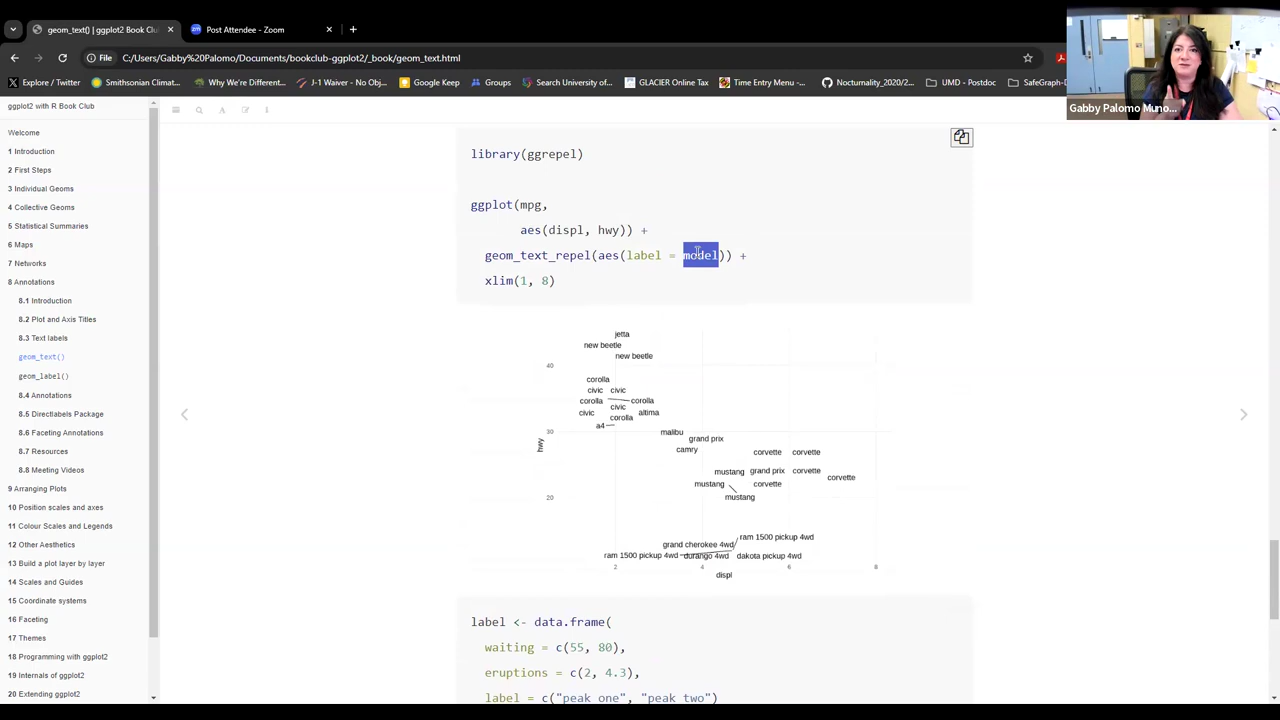 geom_text() | ggplot2 Book Clu
Post Attendee - Zoom
File
C:/Users/Gabby%20Palomo/Documents/bookclub-ggplot2/_book/geom_text.html
Explore / Twitter
Smithsonian Climat...
Why We're Different...
J-1 Waiver - No Obj...
Google Keep
Search University of...
GLACIER Online Tax
Time Entry Menu -...
Nocturnality_2020/2...
UMD - Postdoc
SafeGraph-D
Gabby Palomo Muno...
ggplot2 with R Book Club
Welcome
1 Introduction
2 First Steps
3 Individual Geoms
4 Collective Geoms
5 Statistical Summaries
6 Maps
7 Networks
8 Annotations
8.1 Introduction
8.2 Plot and Axis Titles
8.3 Text labels
geom_text()
geom_label()
8.4 Annotations
8.5 Directlabels Package
8.6 Faceting Annotations
8.7 Resources
8.8 Meeting Videos
9 Arranging Plots
10 Position scales and axes
11 Colour Scales and Legends
12 Other Aesthetics
13 Build a plot layer by layer
14 Scales and Guides
15 Coordinate systems
16 Faceting
17 Themes
18 Programming with ggplot2
19 Internals of ggplot2
20 Extending ggplot2
library(ggrepel)
ggplot(mpg,
aes(displ, hwy)) +
geom_text_repel(aes(label = model)) +
xlim(1, 8)
jetta
new beetle
new beetle
40
corolla
civic civic
corolla corolla
civic
civic altima
corolla
a4
30
malibu
grand prix
hwy
camry
corvette corvette
mustang grand prix corvette
corvette
mustang corvette
20
mustang
ram 1500 pickup 4wd
grand cherokee 4wd
ram 1500 pickup 4wd durango 4wd dakota pickup 4wd
2 4 6 8
displ
label <- data.frame(
waiting = c(55, 80),
eruptions = c(2, 4.3),
label = c("peak one", "peak two")